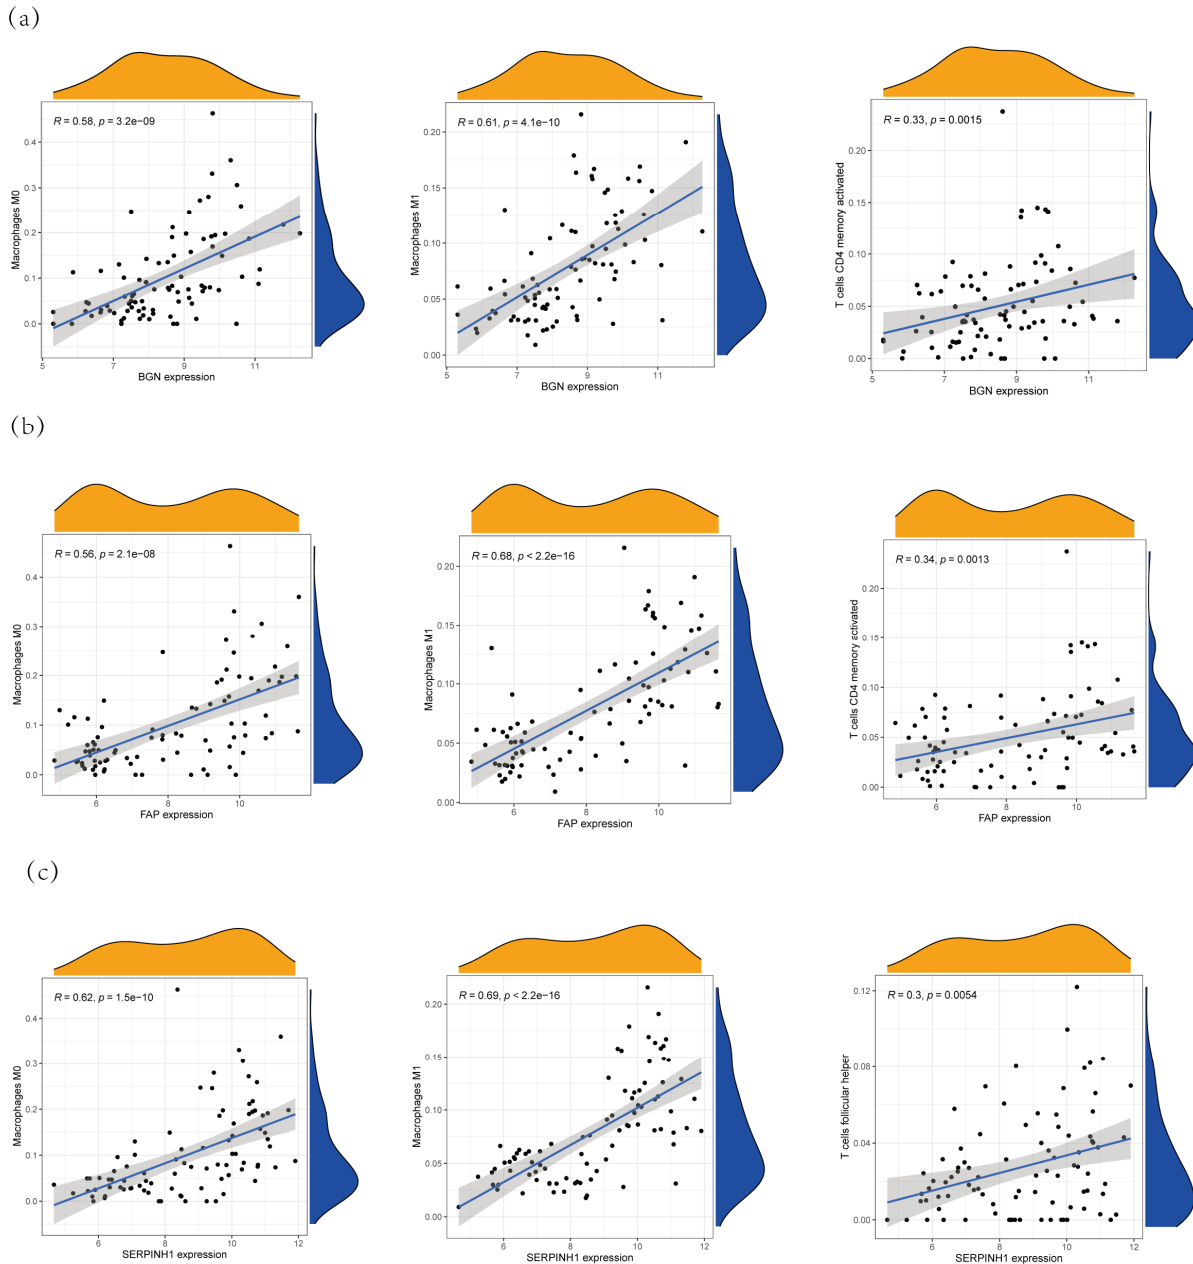 (a)
R = 0.58, p = 3.2e−09
Macrophages M0
0.4
0.3
0.2
0.1
0.0
5 7 9 11
BGN expression
R = 0.61, p = 4.1e−10
Macrophages M1
0.20
0.15
0.10
0.05
0.00
5 7 9 11
BGN expression
R = 0.33, p = 0.0015
T cells CD4 memory activated
0.20
0.15
0.10
0.05
0.00
5 7 9 11
BGN expression
(b)
R = 0.56, p = 2.1e−08
Macrophages M0
0.4
0.3
0.2
0.1
0.0
6 8 10
FAP expression
R = 0.68, p < 2.2e−16
Macrophages M1
0.20
0.15
0.10
0.05
0.00
6 8 10
FAP expression
R = 0.34, p = 0.0013
T cells CD4 memory activated
0.20
0.15
0.10
0.05
0.00
6 8 10
FAP expression
(c)
R = 0.62, p = 1.5e−10
Macrophages M0
0.4
0.3
0.2
0.1
0.0
6 8 10 12
SERPINH1 expression
R = 0.69, p < 2.2e−16
Macrophages M1
0.20
0.15
0.10
0.05
0.00
6 8 10 12
SERPINH1 expression
R = 0.3, p = 0.0054
T cells follicular helper
0.12
0.08
0.04
0.00
6 8 10 12
SERPINH1 expression